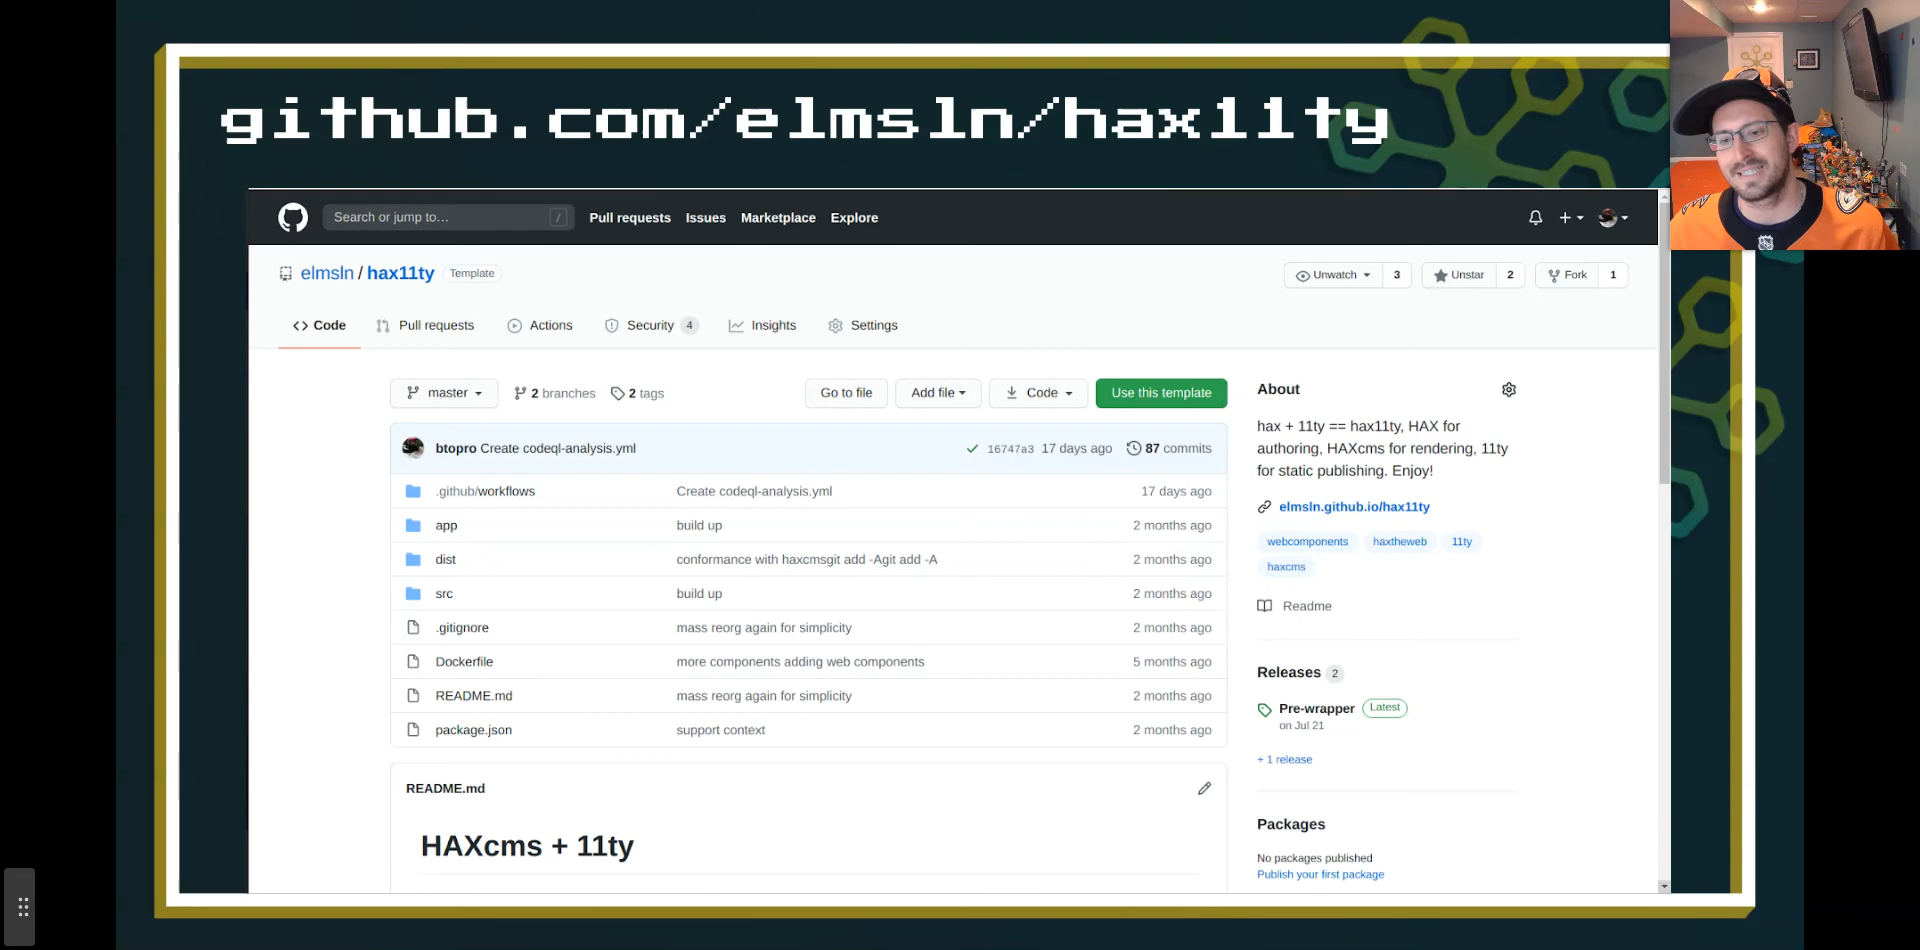 github.com/elmsln/hax11ty
Search or jump to… /
Pull requests Issues Marketplace Explore
elmsln / hax11ty Template
Unwatch 3 Unstar 2 Fork 1
Code Pull requests Actions Security 4 Insights Settings
master 2 branches 2 tags Go to file Add file Code Use this template
btopro Create codeql-analysis.yml 16747a3 17 days ago 87 commits
.github/workflows Create codeql-analysis.yml 17 days ago
app build up 2 months ago
dist conformance with haxcmsgit add -Agit add -A 2 months ago
src build up 2 months ago
.gitignore mass reorg again for simplicity 2 months ago
Dockerfile more components adding web components 5 months ago
README.md mass reorg again for simplicity 2 months ago
package.json support context 2 months ago
README.md
HAXcms + 11ty
About
hax + 11ty == hax11ty, HAX for
authoring, HAXcms for rendering, 11ty
for static publishing. Enjoy!
elmsln.github.io/hax11ty
webcomponents haxtheweb 11ty
haxcms
Readme
Releases 2
Pre-wrapper Latest
on Jul 21
+ 1 release
Packages
No packages published
Publish your first package